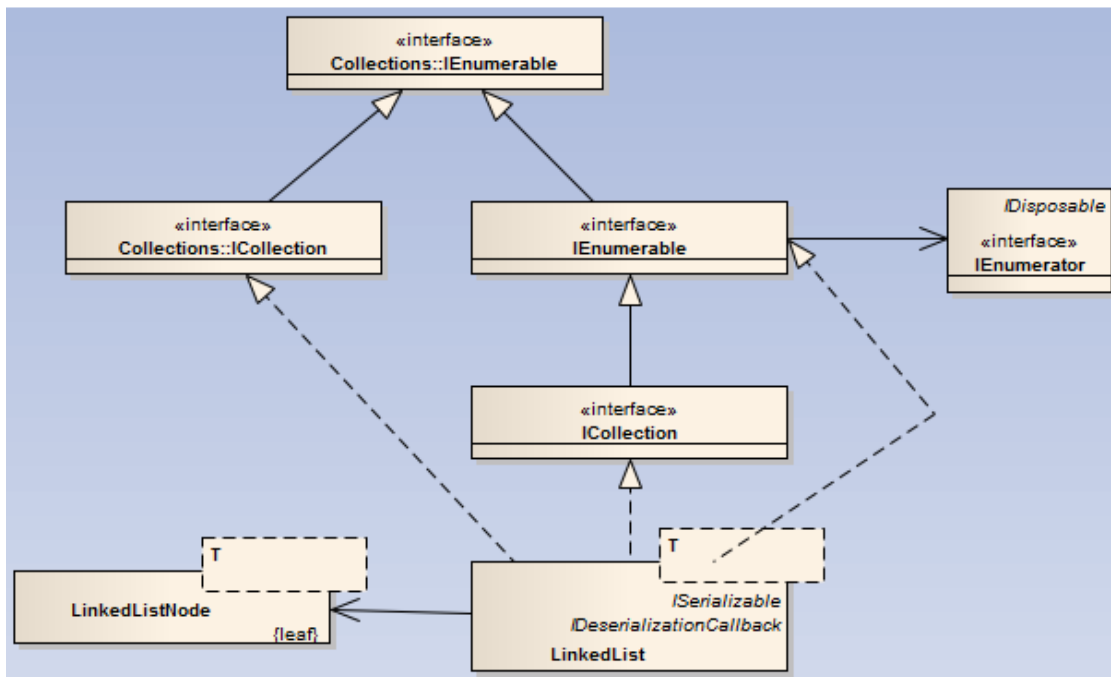 «interface»
Collections::IEnumerable
«interface»
Collections::ICollection
«interface»
IEnumerable
IDisposable
«interface»
IEnumerator
«interface»
ICollection
T
LinkedListNode
{leaf}
T
ISerializable
IDeserializationCallback
LinkedList